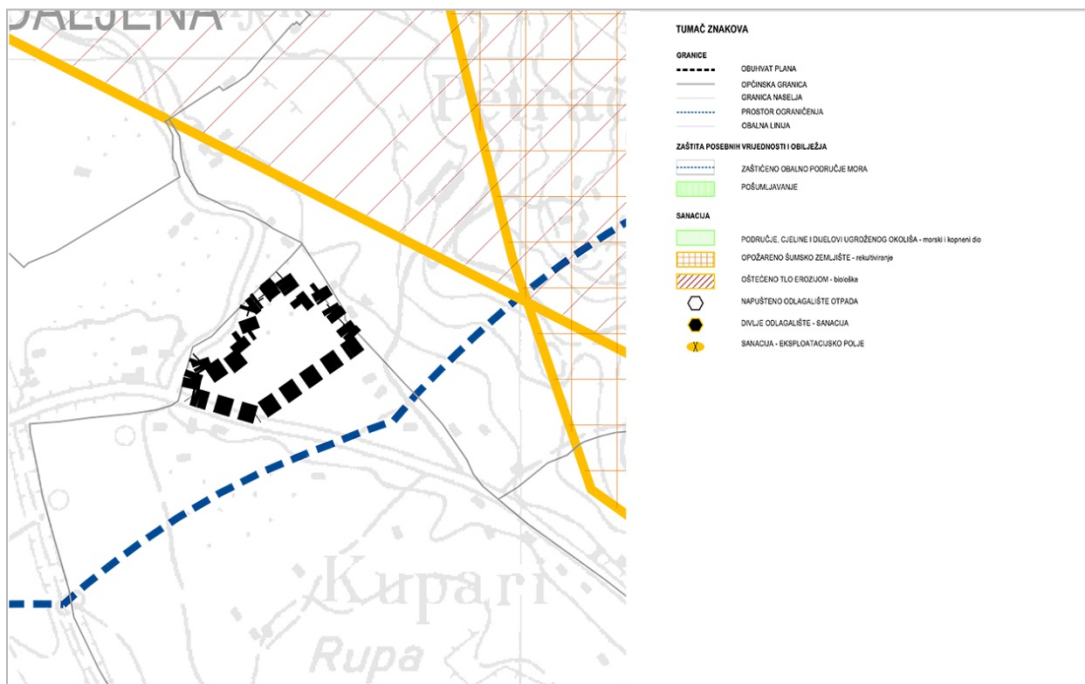 DALJENA
Petrač
Kupari
Rupa
TUMAČ ZNAKOVA
GRANICE
OBUHVAT PLANA
OPĆINSKA GRANICA
GRANICA NASELJA
PROSTOR OGRANIČENJA
OBALNA LINIJA
ZAŠTITA POSEBNIH VRIJEDNOSTI I OBILJEŽJA
ZAŠTIĆENO OBALNO PODRUČJE MORA
POŠUMLJAVANJE
SANACIJA
PODRUČJE, CJELINE I DIJELOVI UGROŽENOG OKOLIŠA - morski i kopneni dio
OPOŽARENO ŠUMSKO ZEMLJIŠTE - rekultiviranje
OŠTEĆENO TLO EROZIJOM - biološka
NAPUŠTENO ODLAGALIŠTE OTPADA
DIVLJE ODLAGALIŠTE - SANACIJA
X SANACIJA - EKSPLOATACIJSKO POLJE